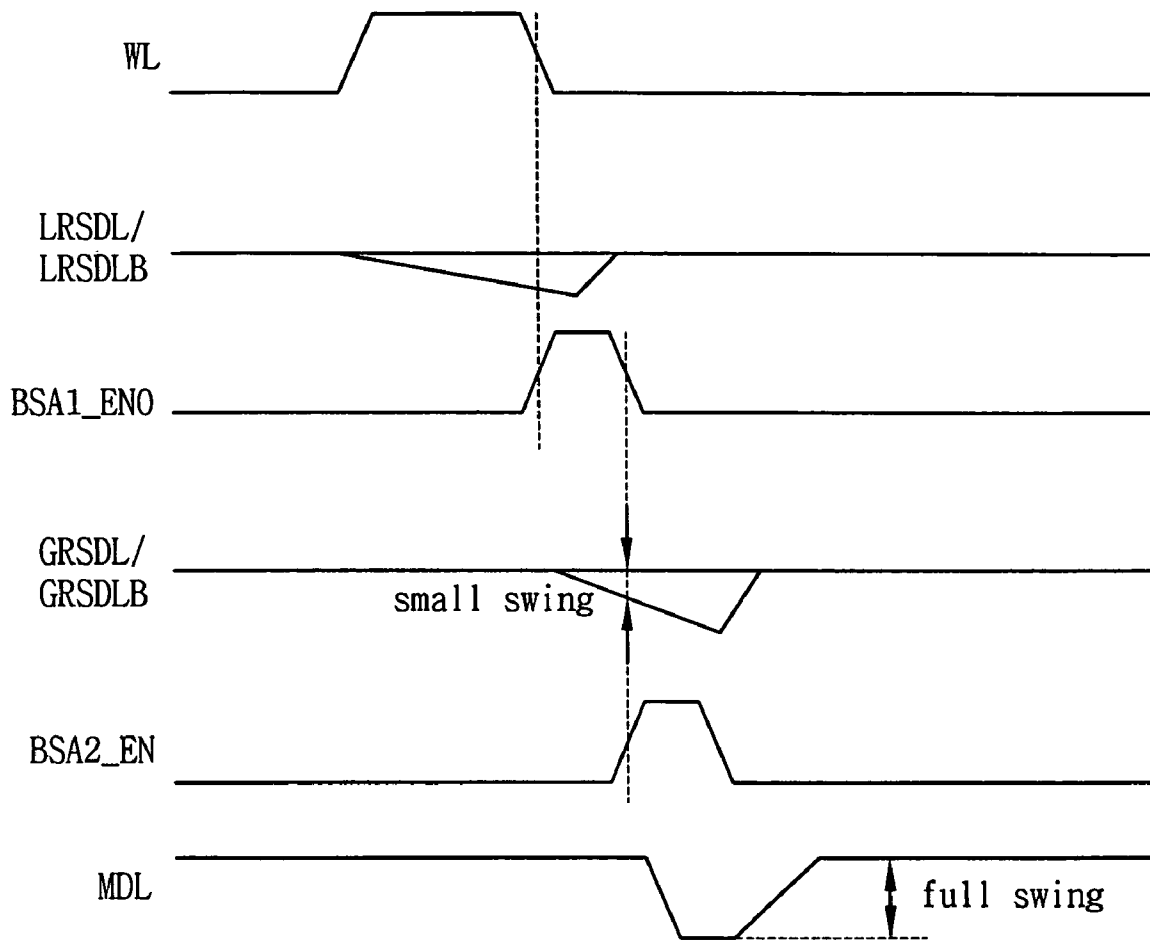 WL
LRSDL/
LRSDLB
BSA1_EN0
GRSDL/
GRSDLB
small swing
BSA2_EN
MDL
full swing